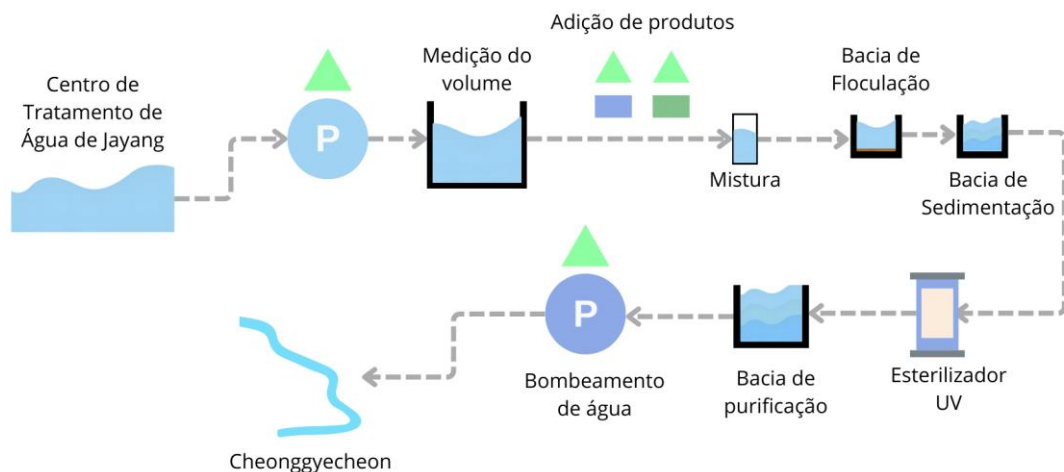 Centro de
Tratamento de
Água de Jayang
P
Medição do
volume
Adição de produtos
Mistura
Bacia de
Floculação
Bacia de
Sedimentação
Esterilizador
UV
Bacia de
purificação
P
Bombeamento
de água
Cheonggyecheon